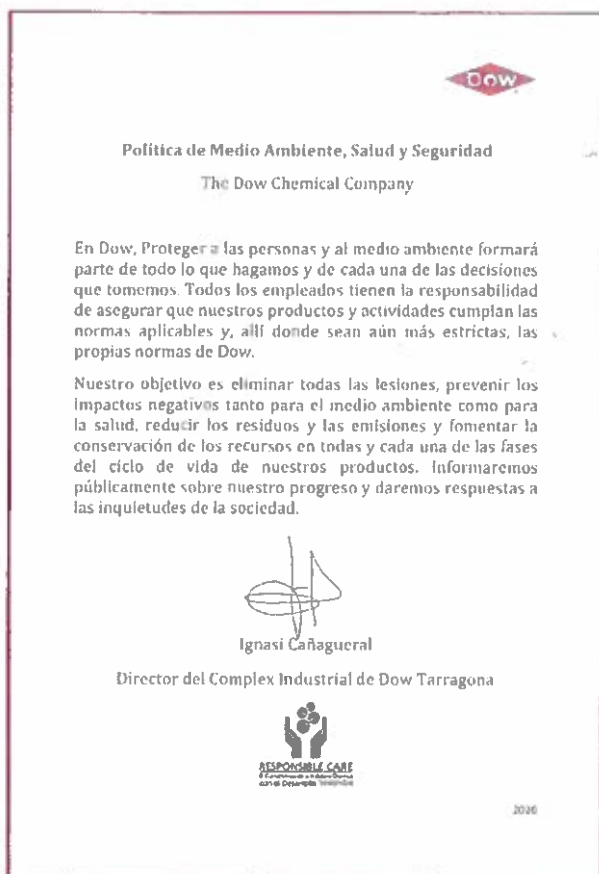 Dow
Política de Medio Ambiente, Salud y Seguridad
The Dow Chemical Company
En Dow, Proteger a las personas y al medio ambiente formará
parte de todo lo que hagamos y de cada una de las decisiones
que tomemos. Todos los empleados tienen la responsabilidad
de asegurar que nuestros productos y actividades cumplan las
normas aplicables y, allí donde sean aún más estrictas, las
propias normas de Dow.
Nuestro objetivo es eliminar todas las lesiones, prevenir los
impactos negativos tanto para el medio ambiente como para
la salud, reducir los residuos y las emisiones y fomentar la
conservación de los recursos en todas y cada una de las fases
del ciclo de vida de nuestros productos. Informaremos
públicamente sobre nuestro progreso y daremos respuestas a
las inquietudes de la sociedad.
Ignasi Cañagueral
Director del Complex Industrial de Dow Tarragona
RESPONSIBLE CARE
con el Desarrollo